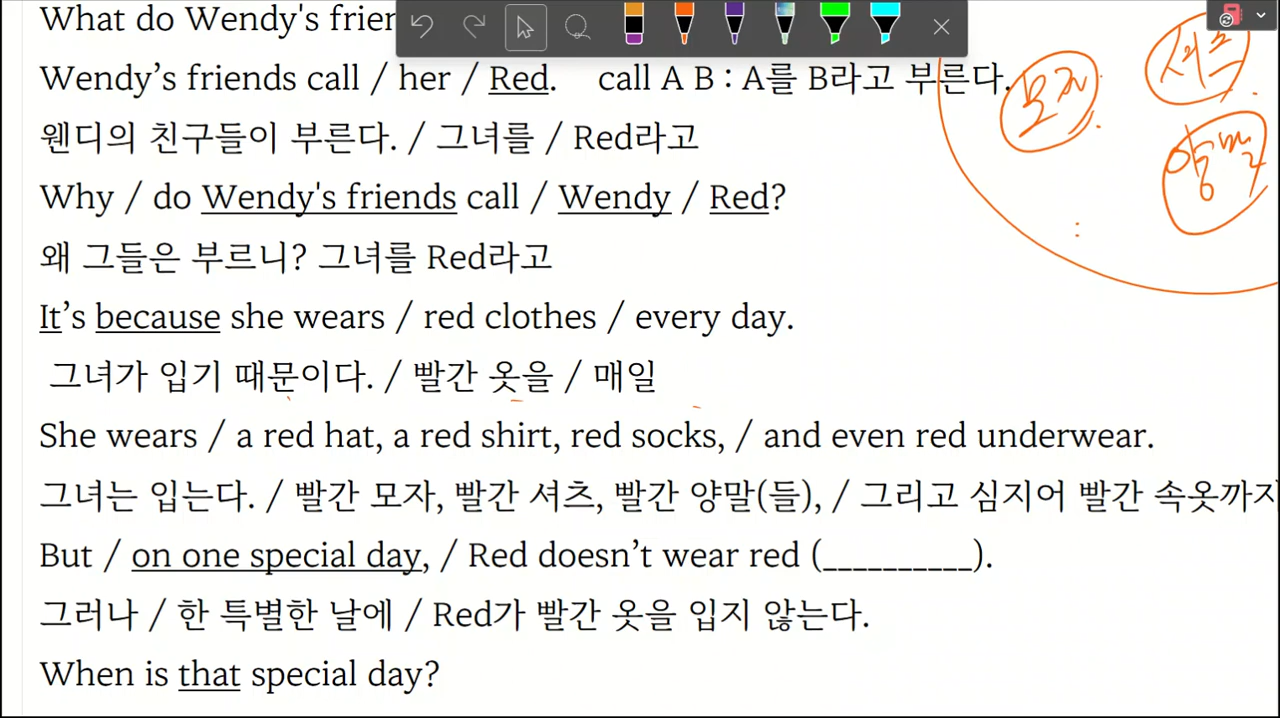 What do Wendy's frien
Wendy’s friends call / her / Red. call A B : A를 B라고 부른다.
모자
셔츠
양말
웬디의 친구들이 부른다. / 그녀를 / Red라고
Why / do Wendy's friends call / Wendy / Red?
왜 그들은 부르니? 그녀를 Red라고
It’s because she wears / red clothes / every day.
그녀가 입기 때문이다. / 빨간 옷을 / 매일
She wears / a red hat, a red shirt, red socks, / and even red underwear.
그녀는 입는다. / 빨간 모자, 빨간 셔츠, 빨간 양말(들), / 그리고 심지어 빨간 속옷까지
But / on one special day, / Red doesn’t wear red (__________).
그러나 / 한 특별한 날에 / Red가 빨간 옷을 입지 않는다.
When is that special day?